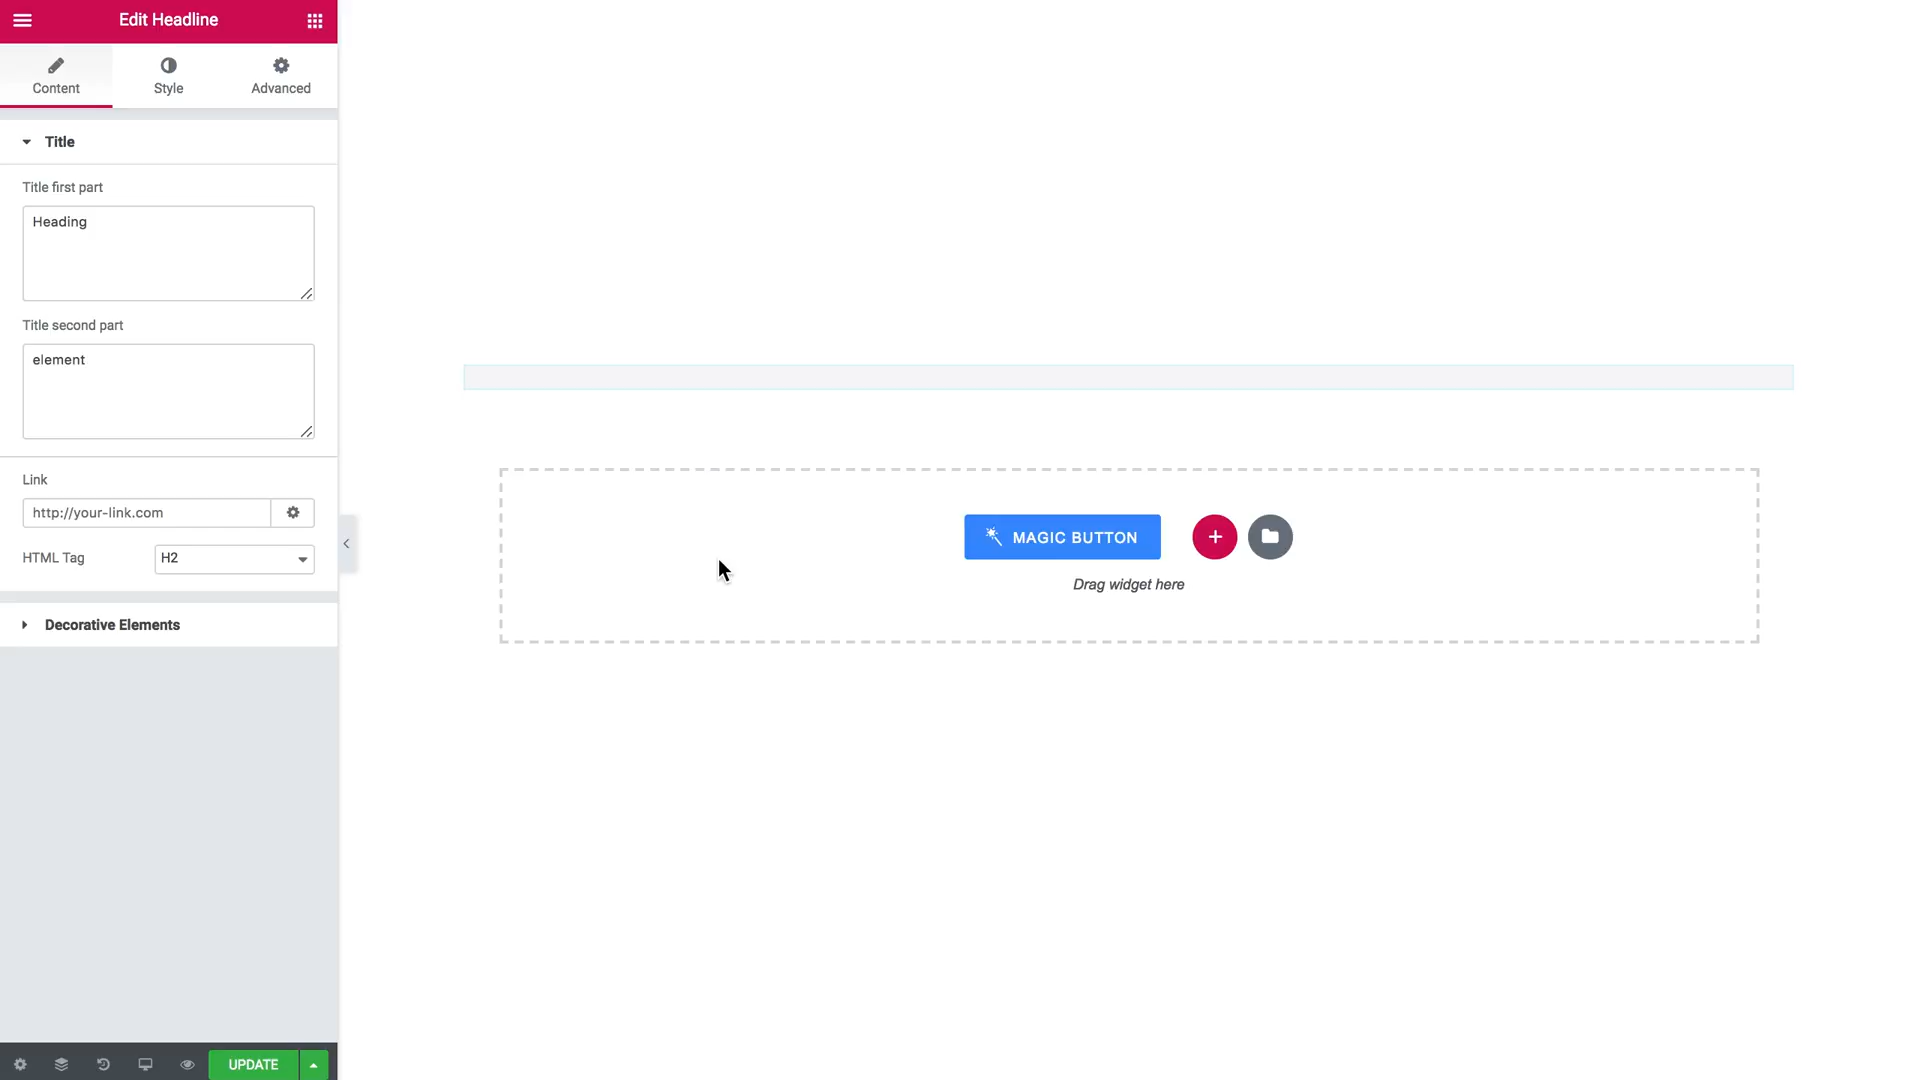 Edit Headline
Content
Style
Advanced
Title
Title first part
Heading
Title second part
element
Link
http://your-link.com
HTML Tag
H2
Decorative Elements
UPDATE
MAGIC BUTTON
Drag widget here